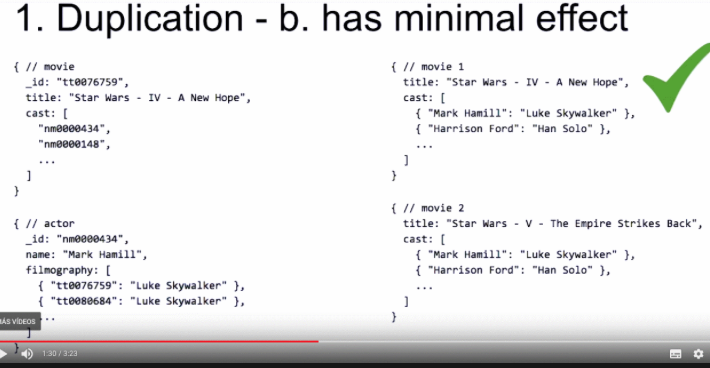 1. Duplication - b. has minimal effect
{ // movie
_id: "tt0076759",
title: "Star Wars - IV - A New Hope",
cast: [
"nm0000434",
"nm0000148",
...
]
}
{ // actor
_id: "nm0000434",
name: "Mark Hamill",
filmography: [
{ "tt0076759": "Luke Skywalker" },
{ "tt0080684": "Luke Skywalker" },
...
]
}
{ // movie 1
title: "Star Wars - IV - A New Hope",
cast: [
{ "Mark Hamill": "Luke Skywalker" },
{ "Harrison Ford": "Han Solo" },
...
]
}
{ // movie 2
title: "Star Wars - V - The Empire Strikes Back",
cast: [
{ "Mark Hamill": "Luke Skywalker" },
{ "Harrison Ford": "Han Solo" },
...
]
}
ÁS VÍDEOS
1:30 / 3:23